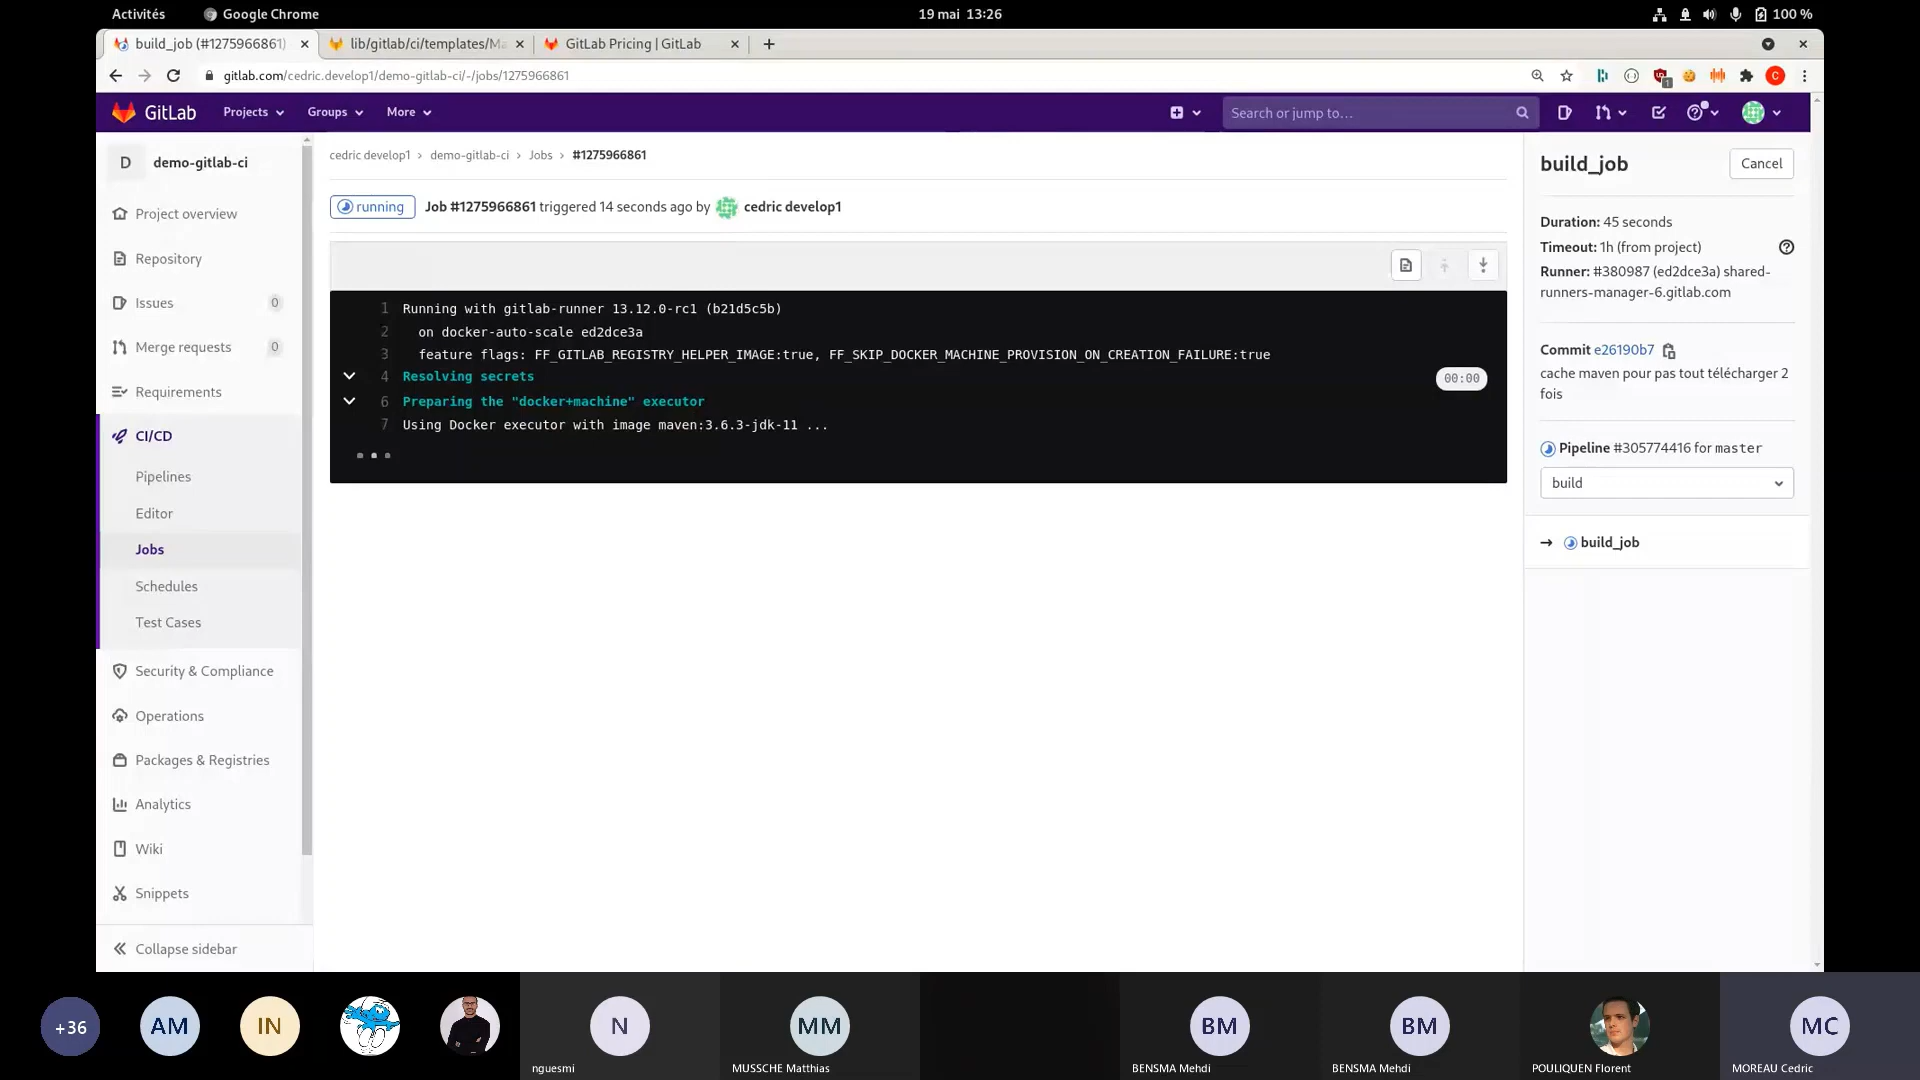 Activités
Google Chrome
19 mai 13:26
100 %
build_job (#1275966861)
lib/gitlab/ci/templates/Ma
GitLab Pricing | GitLab
gitlab.com/cedric.develop1/demo-gitlab-ci/-/jobs/1275966861
1
C
GitLab
Projects
Groups
More
Search or jump to…
D
demo-gitlab-ci
Project overview
Repository
Issues
0
Merge requests
0
Requirements
CI/CD
Pipelines
Editor
Jobs
Schedules
Test Cases
Security & Compliance
Operations
Packages & Registries
Analytics
Wiki
Snippets
Collapse sidebar
cedric develop1 › demo-gitlab-ci › Jobs › #1275966861
running
Job #1275966861 triggered 14 seconds ago by cedric develop1
1 Running with gitlab-runner 13.12.0-rc1 (b21d5c5b)
2 on docker-auto-scale ed2dce3a
3 feature flags: FF_GITLAB_REGISTRY_HELPER_IMAGE:true, FF_SKIP_DOCKER_MACHINE_PROVISION_ON_CREATION_FAILURE:true
4 Resolving secrets
00:00
6 Preparing the "docker+machine" executor
7 Using Docker executor with image maven:3.6.3-jdk-11 ...
build_job
Cancel
Duration: 45 seconds
Timeout: 1h (from project)
Runner: #380987 (ed2dce3a) shared-
runners-manager-6.gitlab.com
Commit e26190b7
cache maven pour pas tout télécharger 2
fois
Pipeline #305774416 for master
build
→ build_job
+36
AM
IN
N
nguesmi
MM
MUSSCHE Matthias
BM
BENSMA Mehdi
BM
BENSMA Mehdi
POULIQUEN Florent
MC
MOREAU Cedric